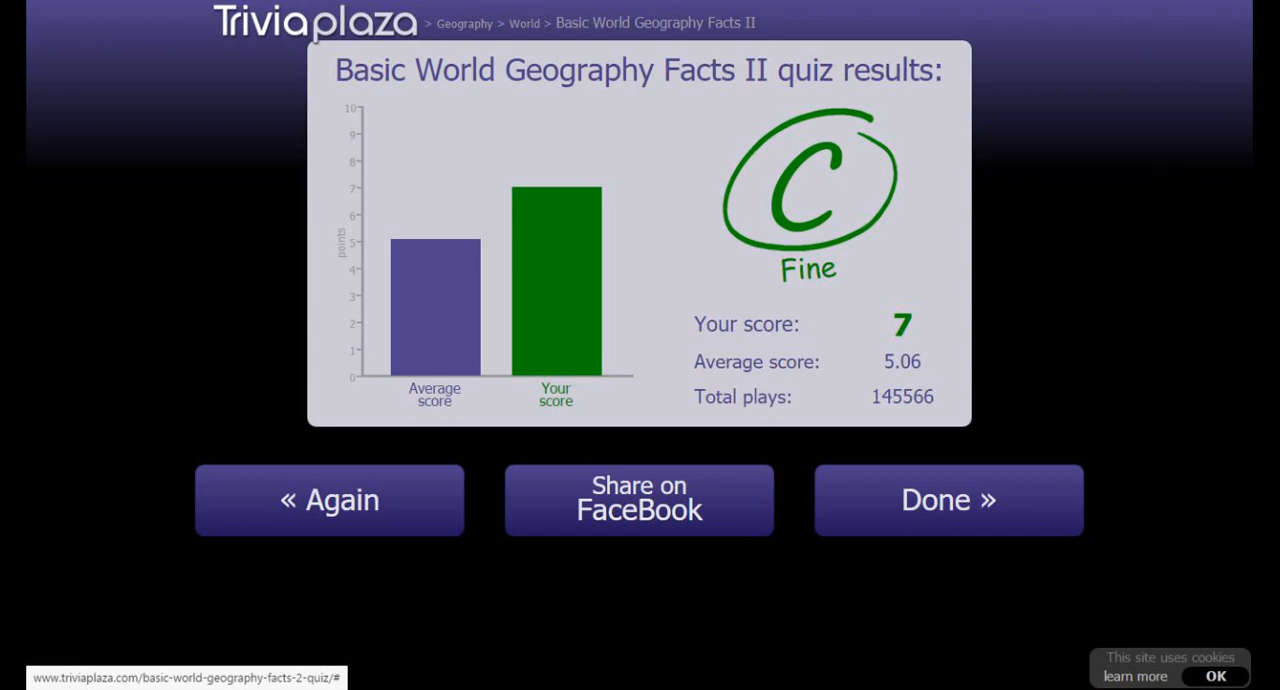 Triviaplaza > Geography > World > Basic World Geography Facts II
Basic World Geography Facts II quiz results:
10
9
8
7
6
5
4
3
2
1
0
points
Average
score
Your
score
C
Fine
Your score: 7
Average score: 5.06
Total plays: 145566
« Again
Share on
FaceBook
Done »
This site uses cookies
learn more OK
www.triviaplaza.com/basic-world-geography-facts-2-quiz/#